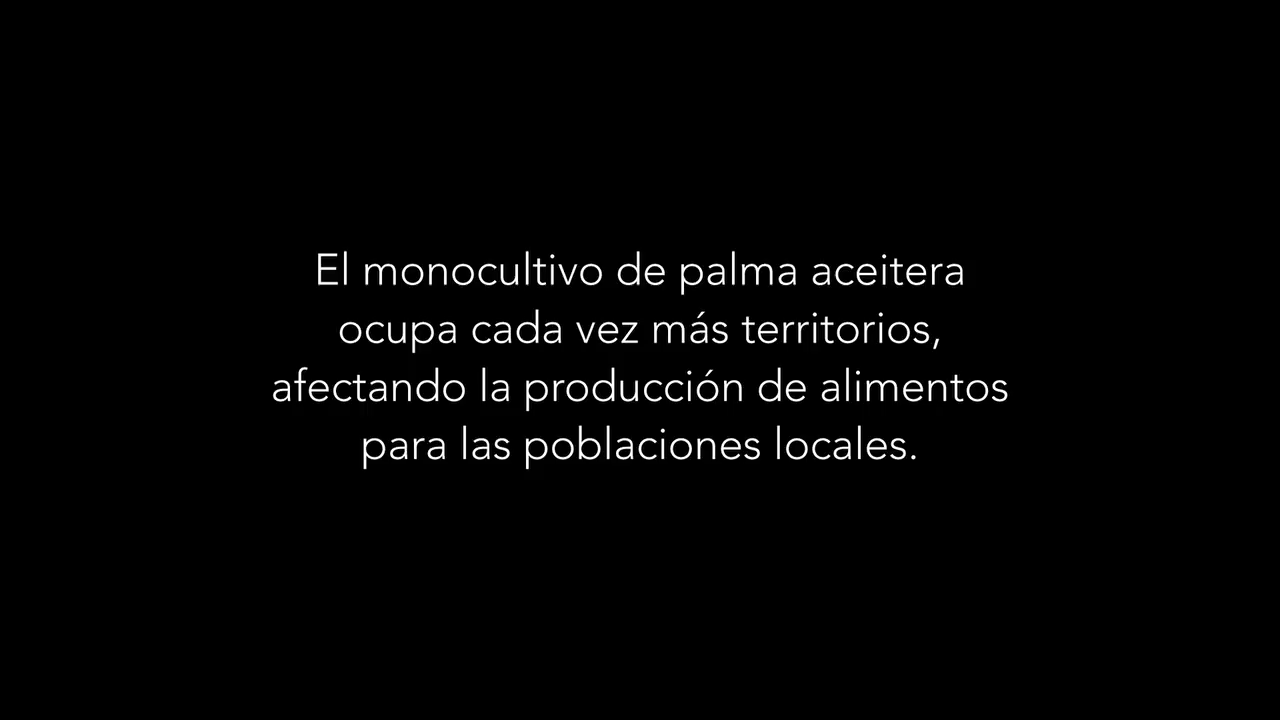 El monocultivo de palma aceitera
ocupa cada vez más territorios,
afectando la producción de alimentos
para las poblaciones locales.